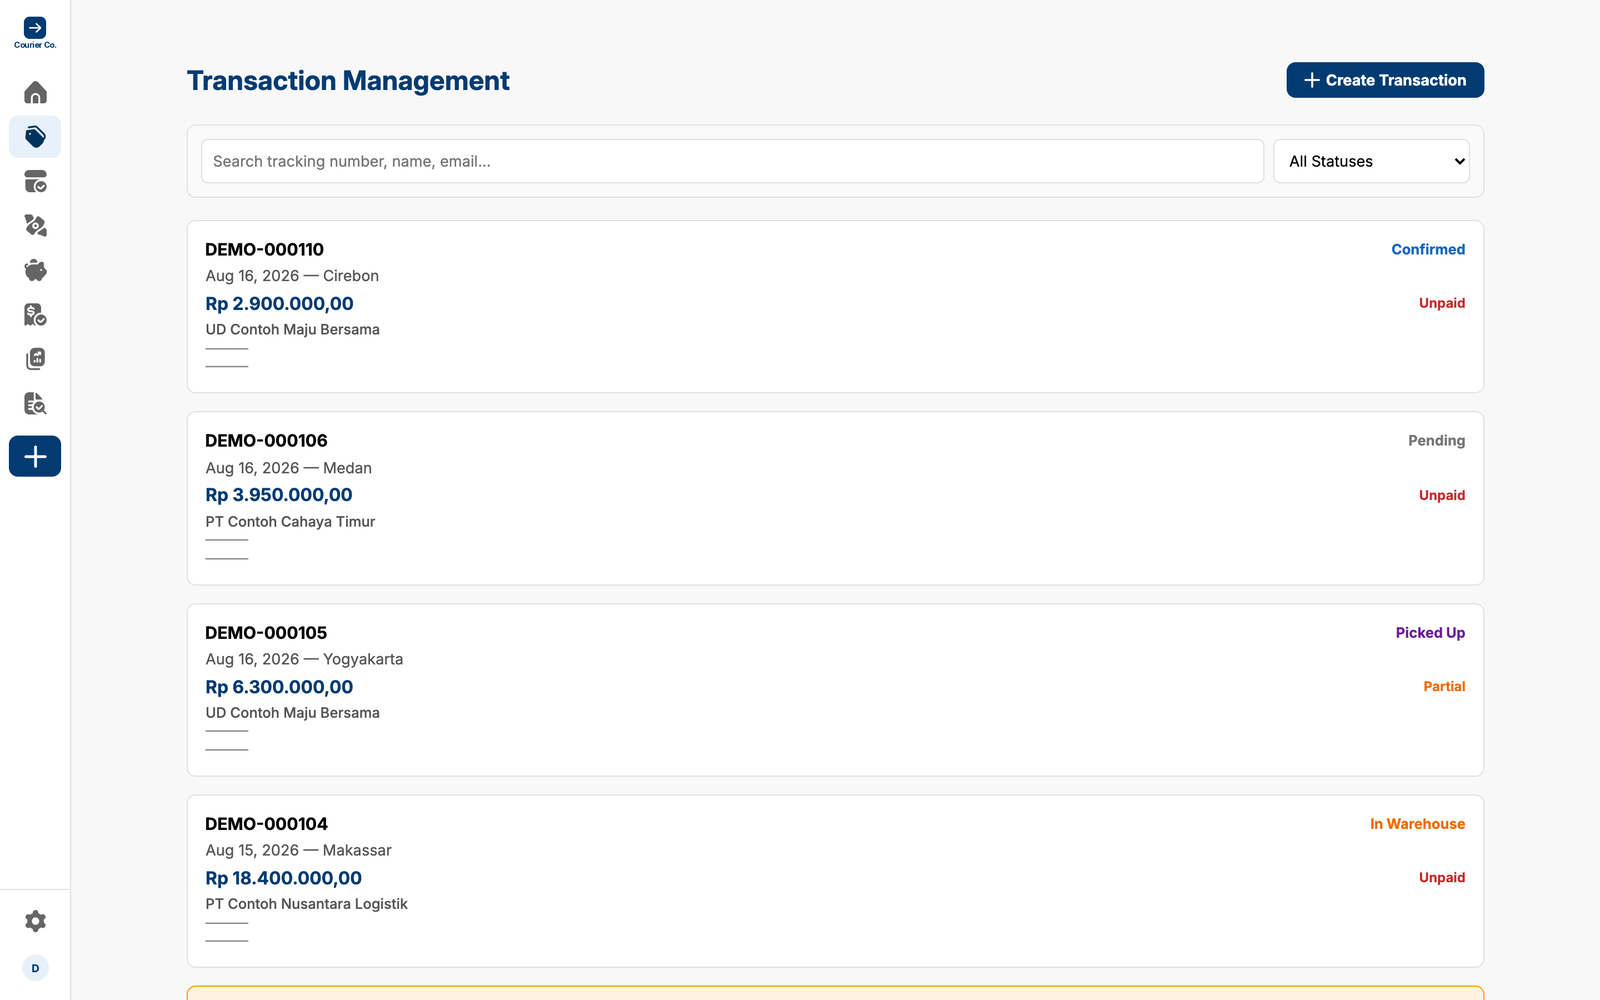 Courier Co.
Transaction Management
Create Transaction
Search tracking number, name, email...
All Statuses
DEMO-000110
Confirmed
Aug 16, 2026 — Cirebon
Rp 2.900.000,00
Unpaid
UD Contoh Maju Bersama
DEMO-000106
Pending
Aug 16, 2026 — Medan
Rp 3.950.000,00
Unpaid
PT Contoh Cahaya Timur
DEMO-000105
Picked Up
Aug 16, 2026 — Yogyakarta
Rp 6.300.000,00
Partial
UD Contoh Maju Bersama
DEMO-000104
In Warehouse
Aug 15, 2026 — Makassar
Rp 18.400.000,00
Unpaid
PT Contoh Nusantara Logistik
D